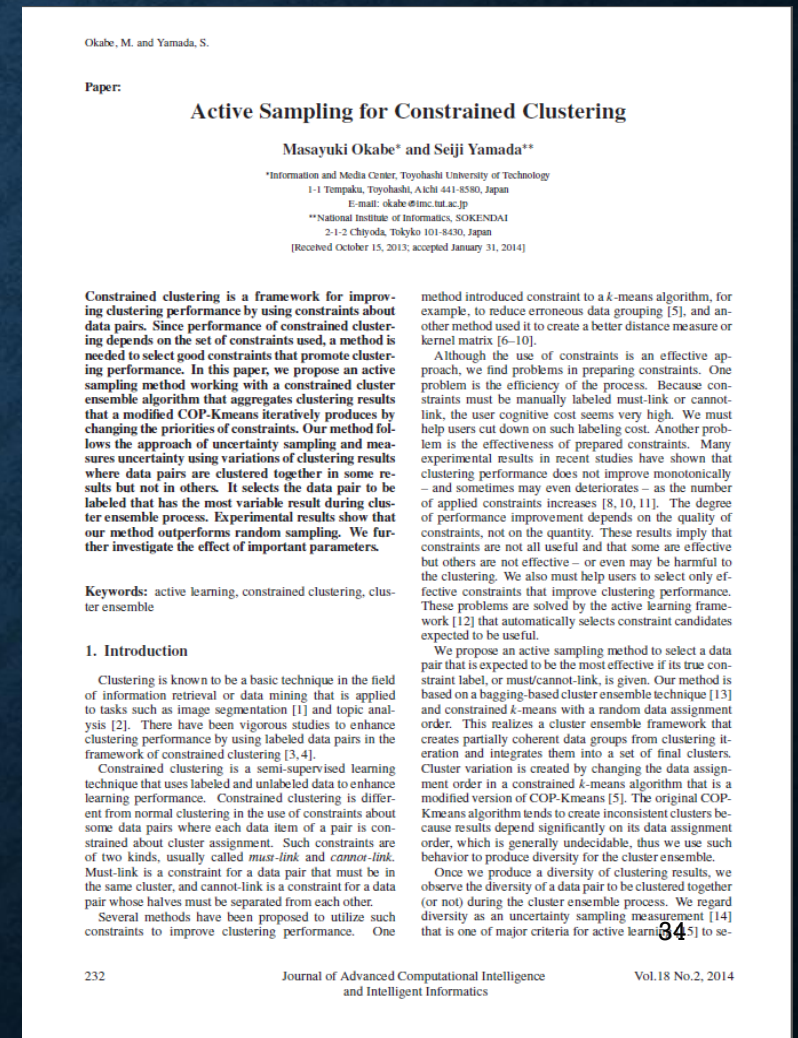 Okabe, M. and Yamada, S.
Paper:
Active Sampling for Constrained Clustering
Masayuki Okabe* and Seiji Yamada**
*Information and Media Center, Toyohashi University of Technology
1-1 Tempaku, Toyohashi, Aichi 441-8580, Japan
E-mail: okabe@imc.tut.ac.jp
**National Institute of Informatics, SOKENDAI
2-1-2 Chiyoda, Tokyko 101-8430, Japan
[Received October 15, 2013; accepted January 31, 2014]
Constrained clustering is a framework for improv-
ing clustering performance by using constraints about
data pairs. Since performance of constrained cluster-
ing depends on the set of constraints used, a method is
needed to select good constraints that promote cluster-
ing performance. In this paper, we propose an active
sampling method working with a constrained cluster
ensemble algorithm that aggregates clustering results
that a modified COP-Kmeans iteratively produces by
changing the priorities of constraints. Our method fol-
lows the approach of uncertainty sampling and mea-
sures uncertainty using variations of clustering results
where data pairs are clustered together in some re-
sults but not in others. It selects the data pair to be
labeled that has the most variable result during clus-
ter ensemble process. Experimental results show that
our method outperforms random sampling. We fur-
ther investigate the effect of important parameters.
Keywords: active learning, constrained clustering, clus-
ter ensemble
1. Introduction
Clustering is known to be a basic technique in the field
of information retrieval or data mining that is applied
to tasks such as image segmentation [1] and topic anal-
ysis [2]. There have been vigorous studies to enhance
clustering performance by using labeled data pairs in the
framework of constrained clustering [3, 4].
Constrained clustering is a semi-supervised learning
technique that uses labeled and unlabeled data to enhance
learning performance. Constrained clustering is differ-
ent from normal clustering in the use of constraints about
some data pairs where each data item of a pair is con-
strained about cluster assignment. Such constraints are
of two kinds, usually called must-link and cannot-link.
Must-link is a constraint for a data pair that must be in
the same cluster, and cannot-link is a constraint for a data
pair whose halves must be separated from each other.
Several methods have been proposed to utilize such
constraints to improve clustering performance. One
method introduced constraint to a k-means algorithm, for
example, to reduce erroneous data grouping [5], and an-
other method used it to create a better distance measure or
kernel matrix [6–10].
Although the use of constraints is an effective ap-
proach, we find problems in preparing constraints. One
problem is the efficiency of the process. Because con-
straints must be manually labeled must-link or cannot-
link, the user cognitive cost seems very high. We must
help users cut down on such labeling cost. Another prob-
lem is the effectiveness of prepared constraints. Many
experimental results in recent studies have shown that
clustering performance does not improve monotonically
– and sometimes may even deteriorates – as the number
of applied constraints increases [8, 10, 11]. The degree
of performance improvement depends on the quality of
constraints, not on the quantity. These results imply that
constraints are not all useful and that some are effective
but others are not effective – or even may be harmful to
the clustering. We also must help users to select only ef-
fective constraints that improve clustering performance.
These problems are solved by the active learning frame-
work [12] that automatically selects constraint candidates
expected to be useful.
We propose an active sampling method to select a data
pair that is expected to be the most effective if its true con-
straint label, or must/cannot-link, is given. Our method is
based on a bagging-based cluster ensemble technique [13]
and constrained k-means with a random data assignment
order. This realizes a cluster ensemble framework that
creates partially coherent data groups from clustering it-
eration and integrates them into a set of final clusters.
Cluster variation is created by changing the data assign-
ment order in a constrained k-means algorithm that is a
modified version of COP-Kmeans [5]. The original COP-
Kmeans algorithm tends to create inconsistent clusters be-
cause results depend significantly on its data assignment
order, which is generally undecidable, thus we use such
behavior to produce diversity for the cluster ensemble.
Once we produce a diversity of clustering results, we
observe the diversity of a data pair to be clustered together
(or not) during the cluster ensemble process. We regard
diversity as an uncertainty sampling measurement [14]
that is one of major criteria for active 34 to se-
232
Journal of Advanced Computational Intelligence
and Intelligent Informatics
Vol.18 No.2, 2014